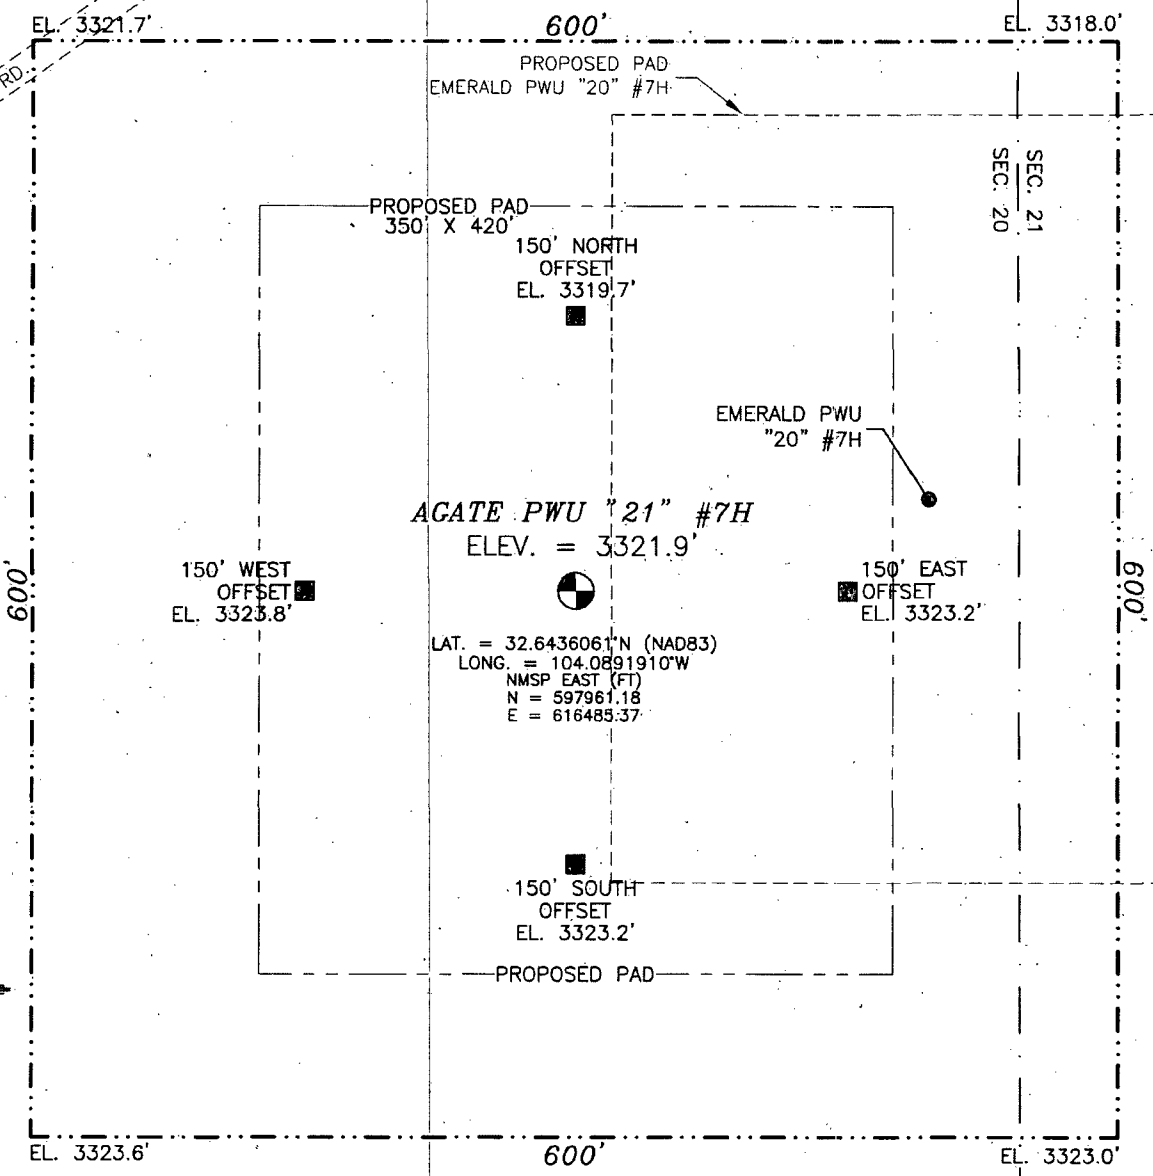 EL. 3321.7'
600'
EL. 3318.0'
RD.
PROPOSED PAD
EMERALD PWU "20" #7H
SEC. 21
SEC. 20
PROPOSED PAD
350' X 420'
150' NORTH
OFFSET
EL. 3319.7'
EMERALD PWU
"20" #7H
AGATE PWU "21" #7H
ELEV. = 3321.9'
600'
150' WEST
OFFSET
EL. 3323.8'
150' EAST
OFFSET
EL. 3323.2'
600'
LAT. = 32.6436061°N (NAD83)
LONG. = 104.0891910°W
NMSP EAST (FT)
N = 597961.18
E = 616485.37
150' SOUTH
OFFSET
EL. 3323.2'
PROPOSED PAD
EL. 3323.6'
600'
EL. 3323.0'